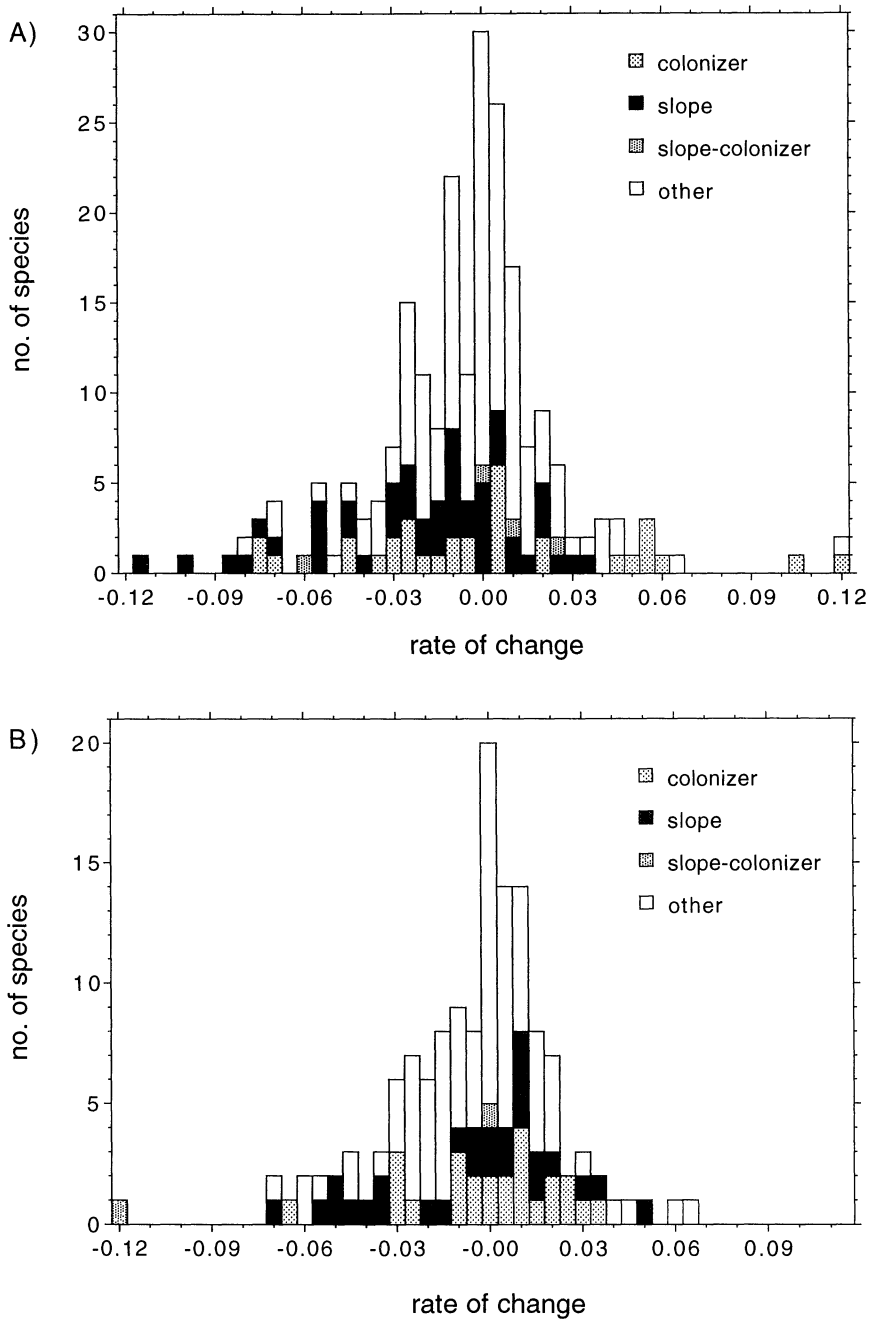 A)
30
25
20
15
10
5
0
no. of species
colonizer
slope
slope-colonizer
other
-0.12 -0.09 -0.06 -0.03 0.00 0.03 0.06 0.09 0.12
rate of change
B)
20
15
10
5
0
no. of species
colonizer
slope
slope-colonizer
other
-0.12 -0.09 -0.06 -0.03 -0.00 0.03 0.06 0.09
rate of change